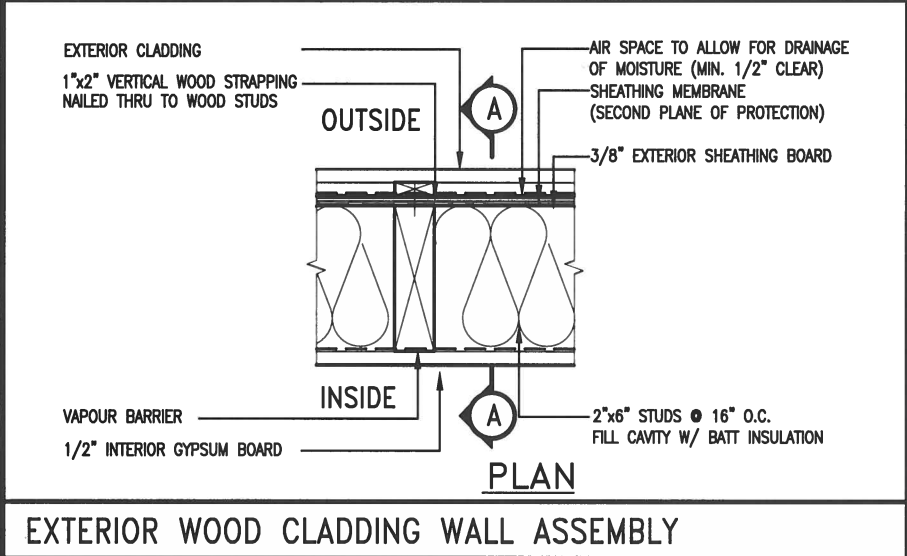 EXTERIOR CLADDING
1"x2" VERTICAL WOOD STRAPPING
NAILED THRU TO WOOD STUDS
OUTSIDE
A
AIR SPACE TO ALLOW FOR DRAINAGE
OF MOISTURE (MIN. 1/2" CLEAR)
SHEATHING MEMBRANE
(SECOND PLANE OF PROTECTION)
3/8" EXTERIOR SHEATHING BOARD
INSIDE
A
VAPOUR BARRIER
1/2" INTERIOR GYPSUM BOARD
2"x6" STUDS @ 16" O.C.
FILL CAVITY W/ BATT INSULATION
PLAN
EXTERIOR WOOD CLADDING WALL ASSEMBLY